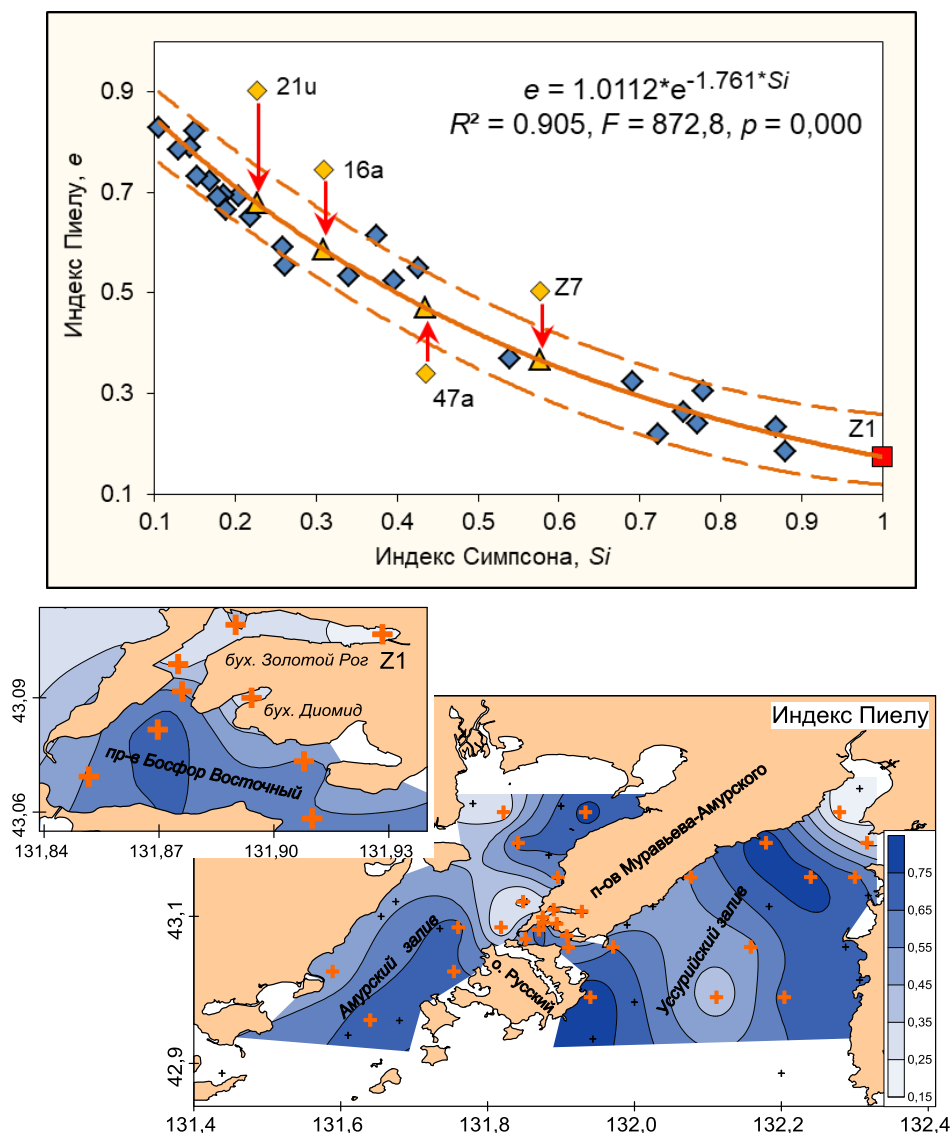 e = 1.0112*e-1.761*Si
R² = 0.905, F = 872,8, p = 0,000
Индекс Пиелу, e
0.9
0.7
0.5
0.3
0.1
21u
16a
Z7
47a
Z1
0.1 0.2 0.3 0.4 0.5 0.6 0.7 0.8 0.9 1
Индекс Симпсона, Si
бух. Золотой Рог Z1
бух. Диомид
пр-в Босфор Восточный
43,09
43,06
131,84 131,87 131,90 131,93
Индекс Пиелу
п-ов Муравьева-Амурского
Амурский залив
о. Русский
Уссурийский залив
0,75
0,65
0,55
0,45
0,35
0,25
0,15
43,1
42,9
131,4 131,6 131,8 132,0 132,2 132,4